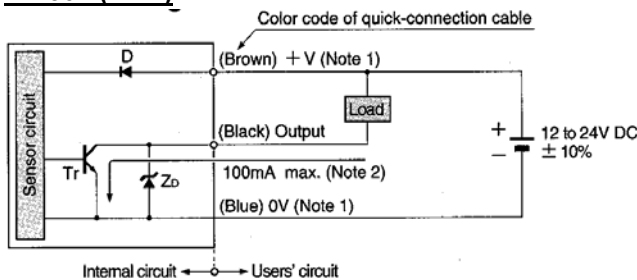 Color code of quick-connection cable
D
(Brown) +V (Note 1)
Load
Sensor circuit
(Black) Output
+
−
12 to 24V DC
± 10%
Tr
ZD
100mA max. (Note 2)
(Blue) 0V (Note 1)
Internal circuit
Users' circuit